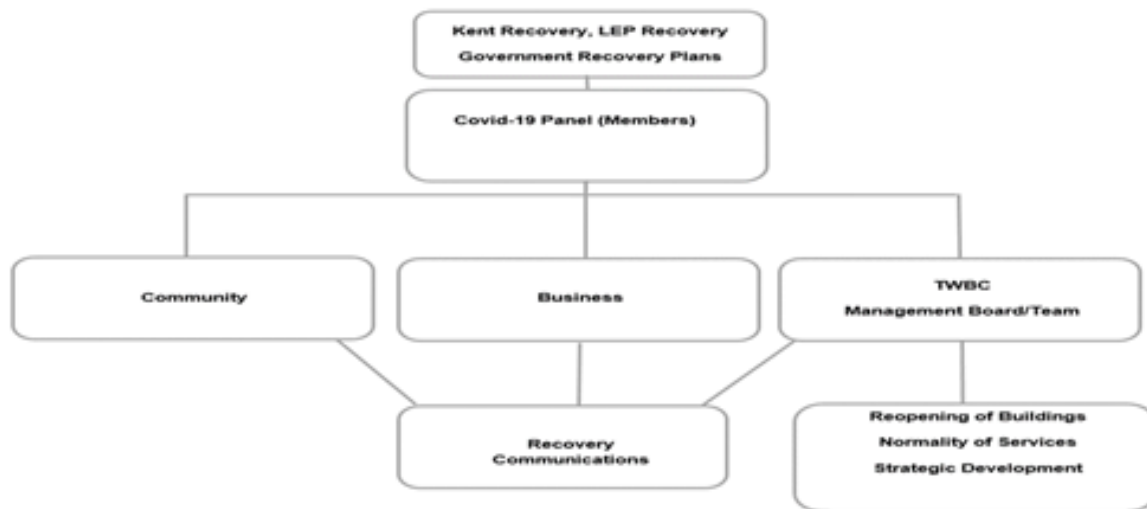 Kent Recovery, LEP Recovery
Government Recovery Plans
Covid-19 Panel (Members)
Community
Business
TWBC
Management Board/Team
Recovery
Communications
Reopening of Buildings
Normality of Services
Strategic Development